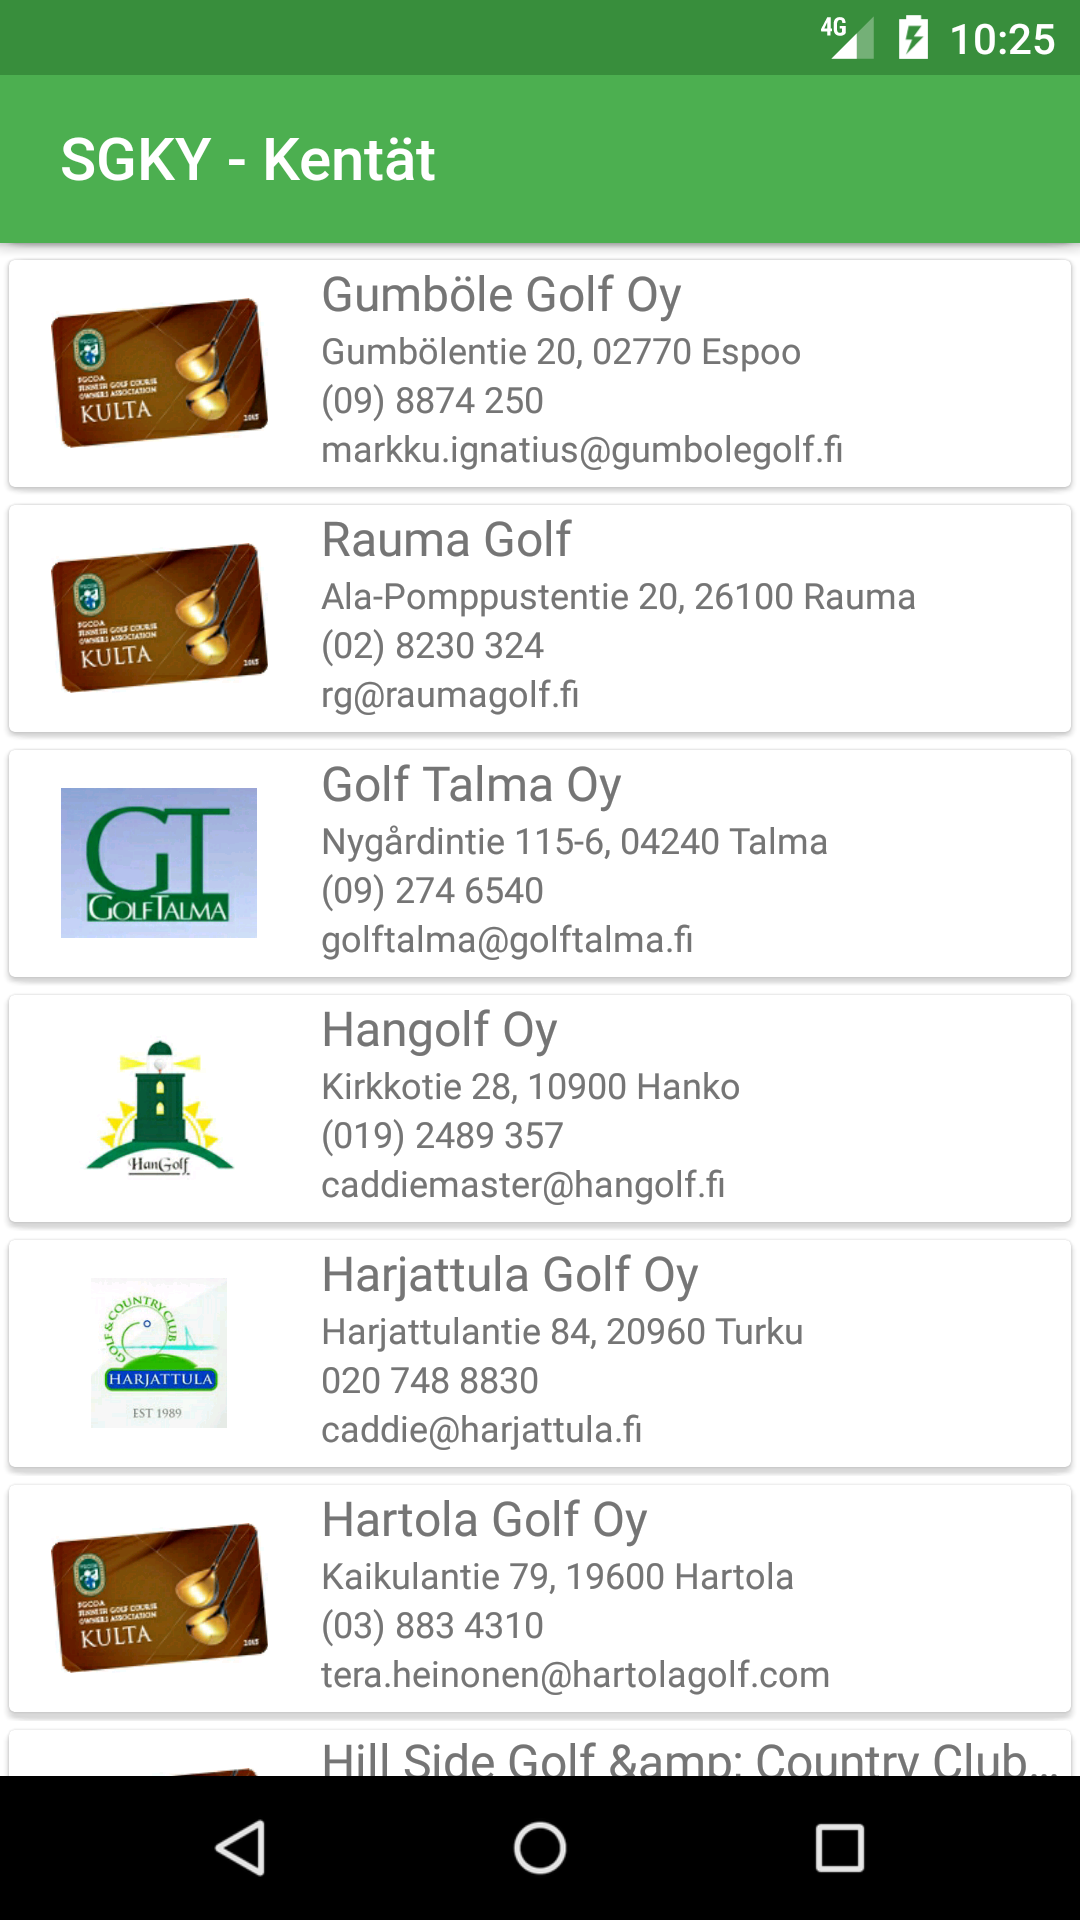 4G 10:25
SGKY - Kentät
Gumböle Golf Oy
Gumbölentie 20, 02770 Espoo
(09) 8874 250
markku.ignatius@gumbolegolf.fi
FGCOA
FINNISH GOLF COURSE
OWNERS ASSOCIATION
KULTA
2015
Rauma Golf
Ala-Pomppustentie 20, 26100 Rauma
(02) 8230 324
rg@raumagolf.fi
FGCOA
FINNISH GOLF COURSE
OWNERS ASSOCIATION
KULTA
2015
Golf Talma Oy
Nygårdintie 115-6, 04240 Talma
(09) 274 6540
golftalma@golftalma.fi
GT
GOLFTALMA
Hangolf Oy
Kirkkotie 28, 10900 Hanko
(019) 2489 357
caddiemaster@hangolf.fi
HanGolf
Harjattula Golf Oy
Harjattulantie 84, 20960 Turku
020 748 8830
caddie@harjattula.fi
GOLF & COUNTRY CLUB
HARJATTULA
EST 1989
Hartola Golf Oy
Kaikulantie 79, 19600 Hartola
(03) 883 4310
tera.heinonen@hartolagolf.com
FGCOA
FINNISH GOLF COURSE
OWNERS ASSOCIATION
KULTA
2015
Hill Side Golf &amp; Country Club...